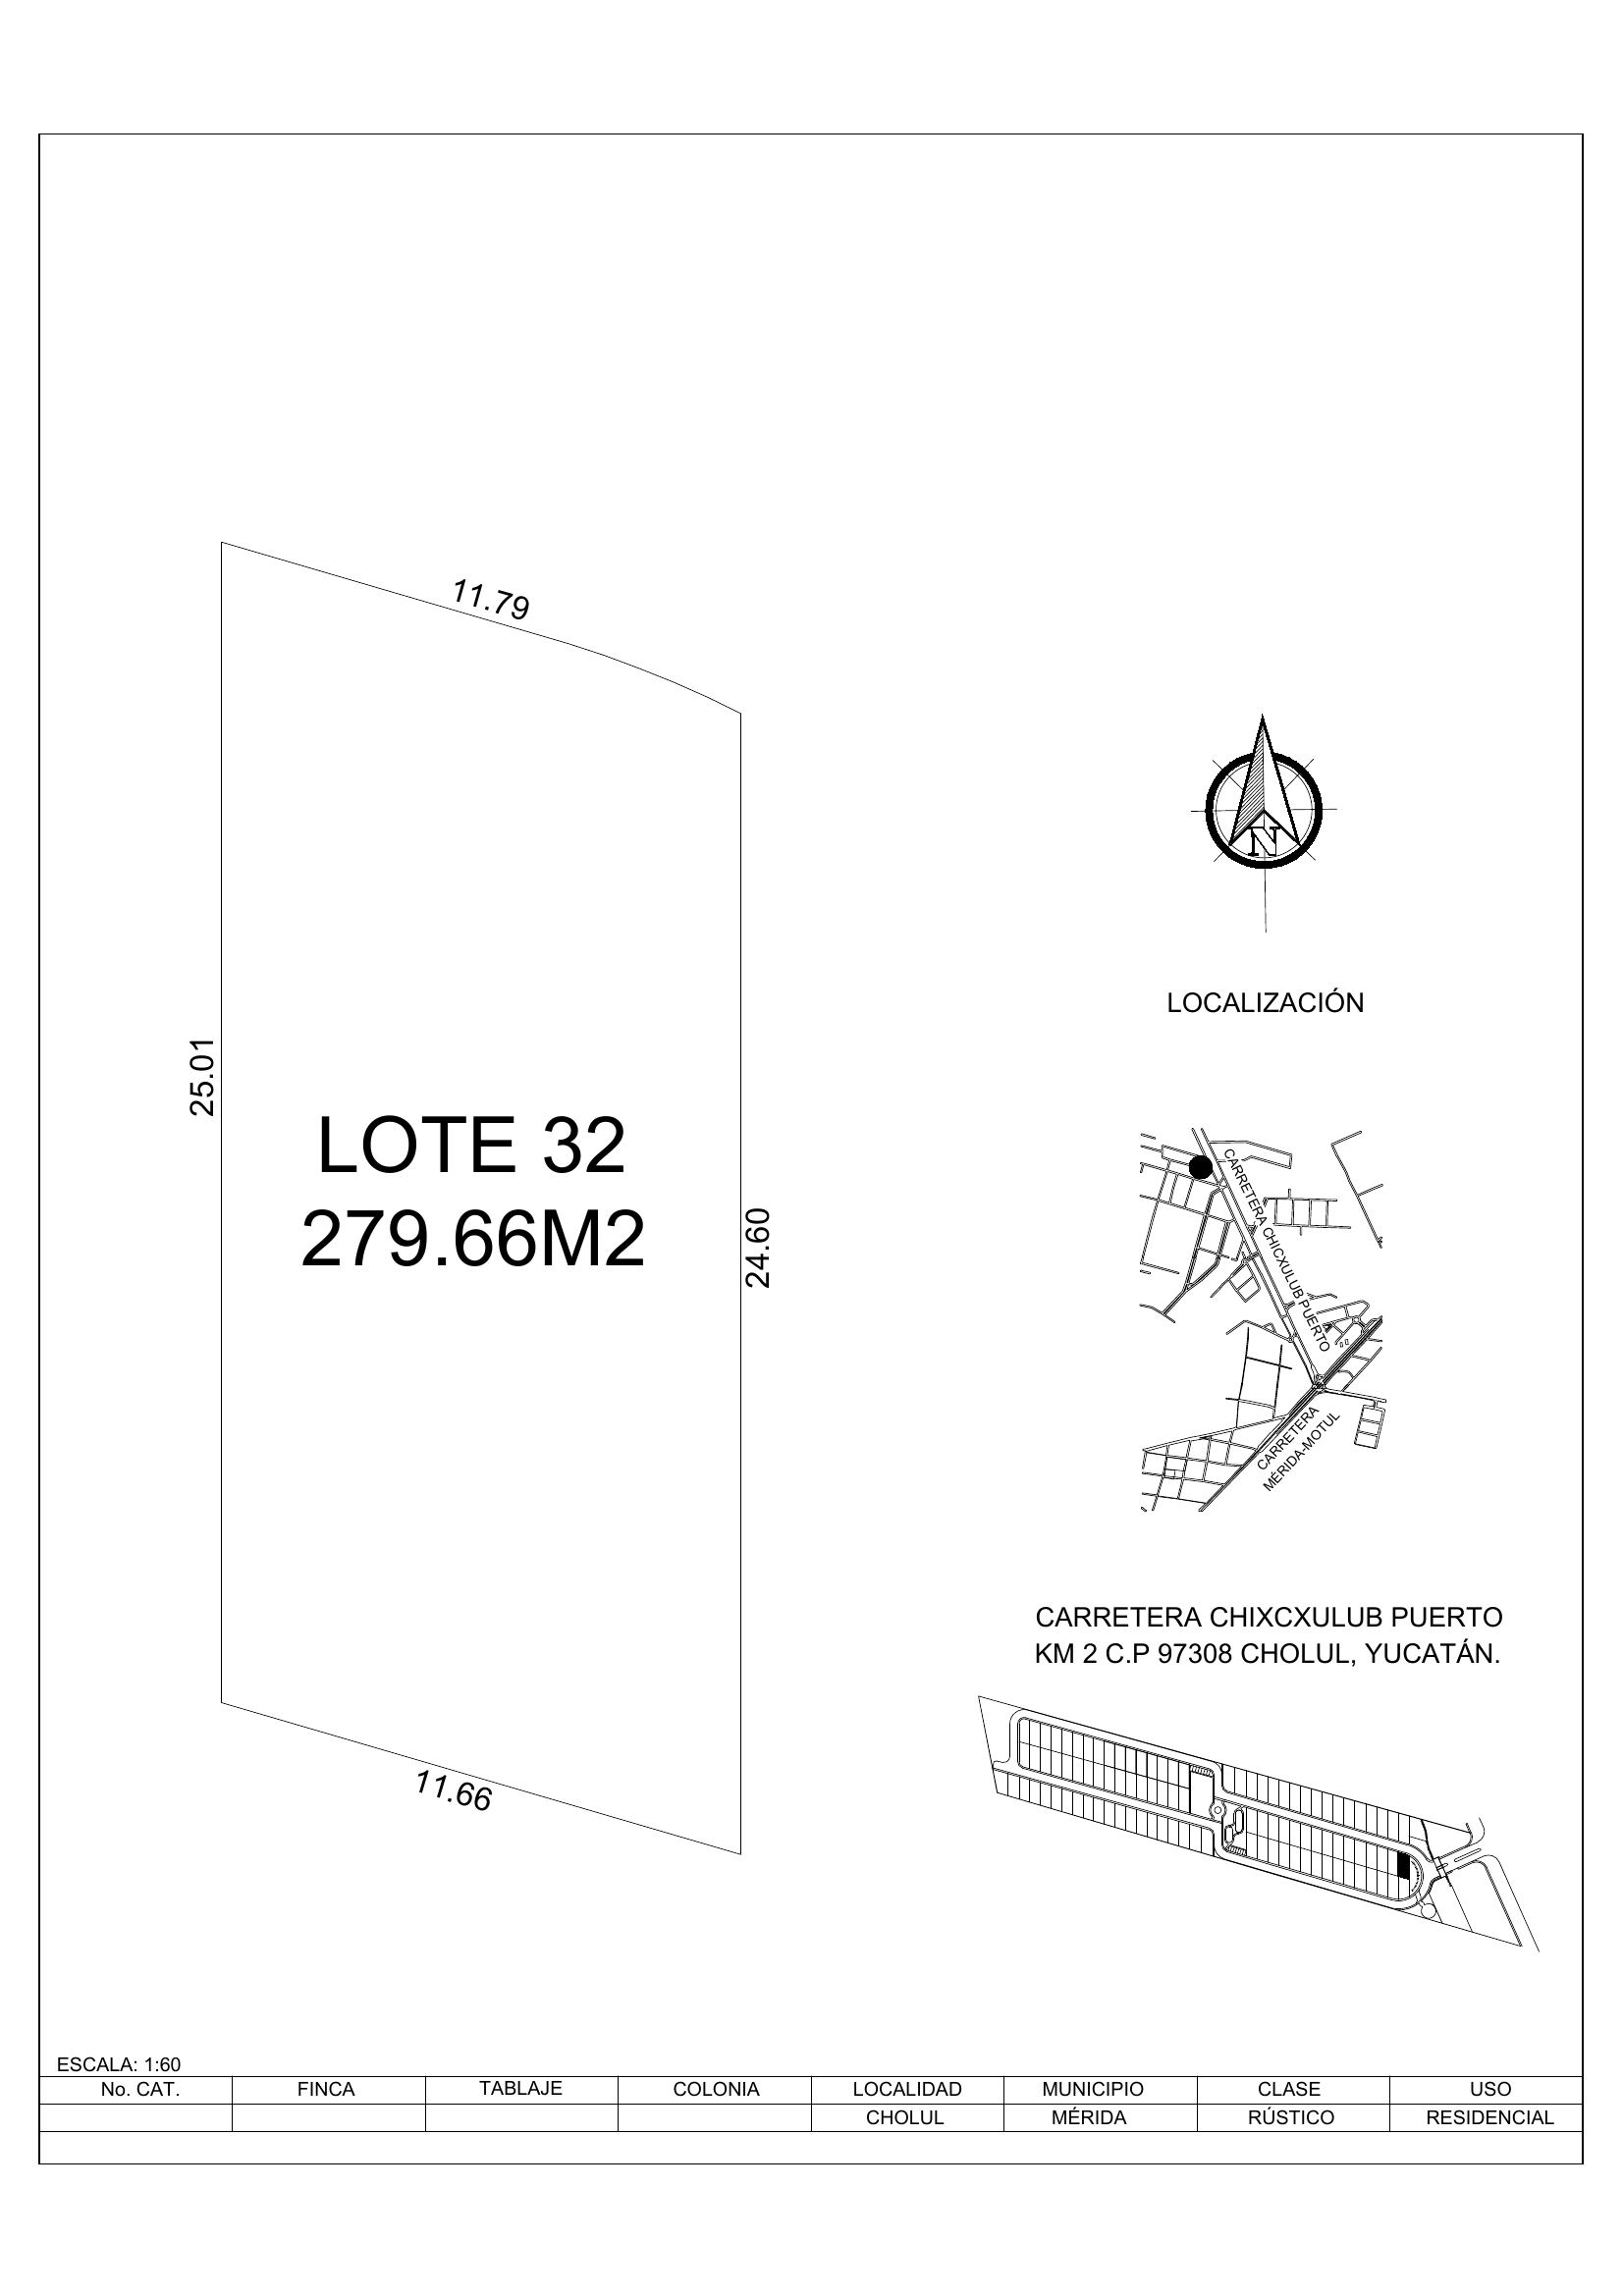 11.79
25.01
LOTE 32
279.66M2
24.60
11.66
N
LOCALIZACIÓN
CARRETERA CHICXULUB PUERTO
CARRETERA
MÉRIDA-MOTUL
CARRETERA CHIXCXULUB PUERTO
KM 2 C.P 97308 CHOLUL, YUCATÁN.
ESCALA: 1:60
No. CAT. FINCA TABLAJE COLONIA LOCALIDAD MUNICIPIO CLASE USO
CHOLUL MÉRIDA RÚSTICO RESIDENCIAL